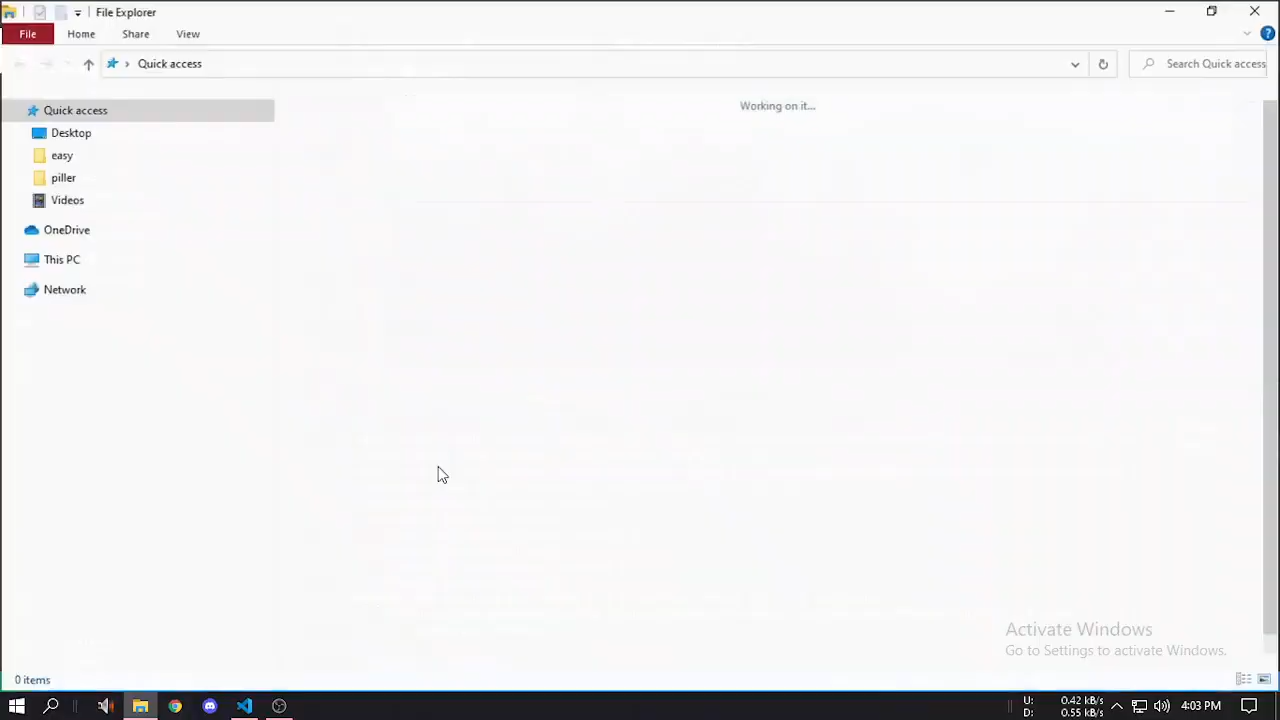 File Explorer
File Home Share View
Quick access
Search Quick access
Quick access
Desktop
easy
piller
Videos
OneDrive
This PC
Network
Working on it...
Activate Windows
Go to Settings to activate Windows.
0 items
U: 0.42 kB/s
D: 0.55 kB/s
4:03 PM